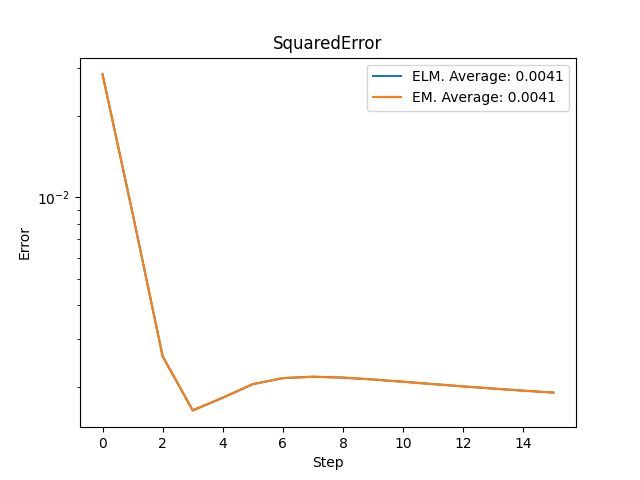 SquaredError
ELM. Average: 0.0041
EM. Average: 0.0041
10⁻²
Error
0 2 4 6 8 10 12 14
Step